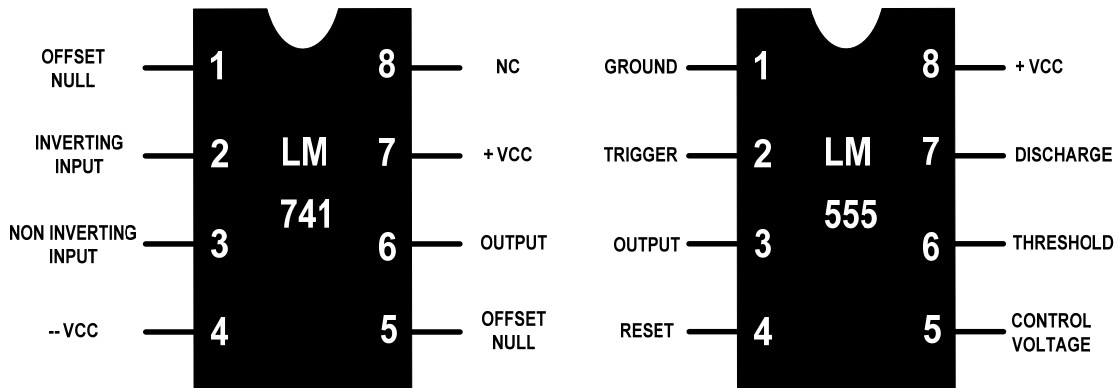 OFFSET
NULL
1
8
NC
INVERTING
INPUT
2
LM
7
+ VCC
741
NON INVERTING
INPUT
3
6
OUTPUT
-- VCC
4
5
OFFSET
NULL
GROUND
1
8
+ VCC
TRIGGER
2
LM
7
DISCHARGE
555
OUTPUT
3
6
THRESHOLD
RESET
4
5
CONTROL
VOLTAGE